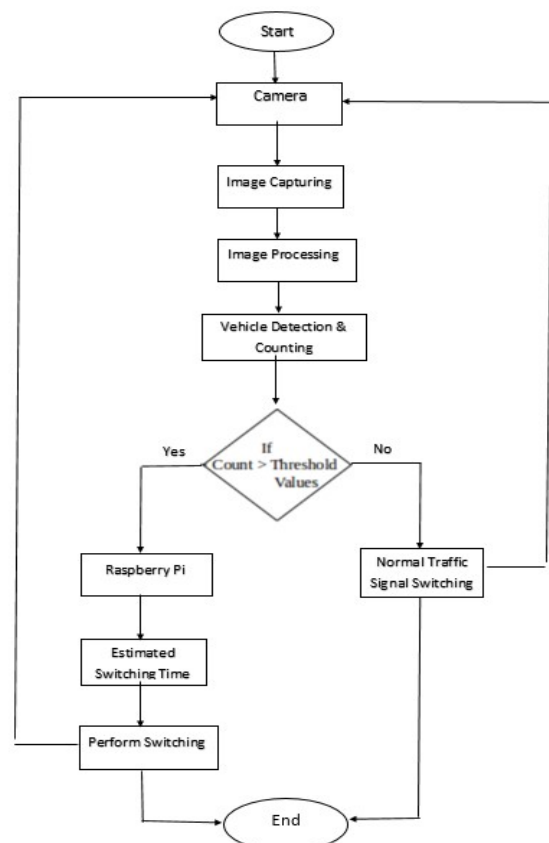 Start
Camera
Image Capturing
Image Processing
Vehicle Detection &
Counting
If
Count > Threshold
Values
Yes
No
Raspberry Pi
Normal Traffic
Signal Switching
Estimated
Switching Time
Perform Switching
End